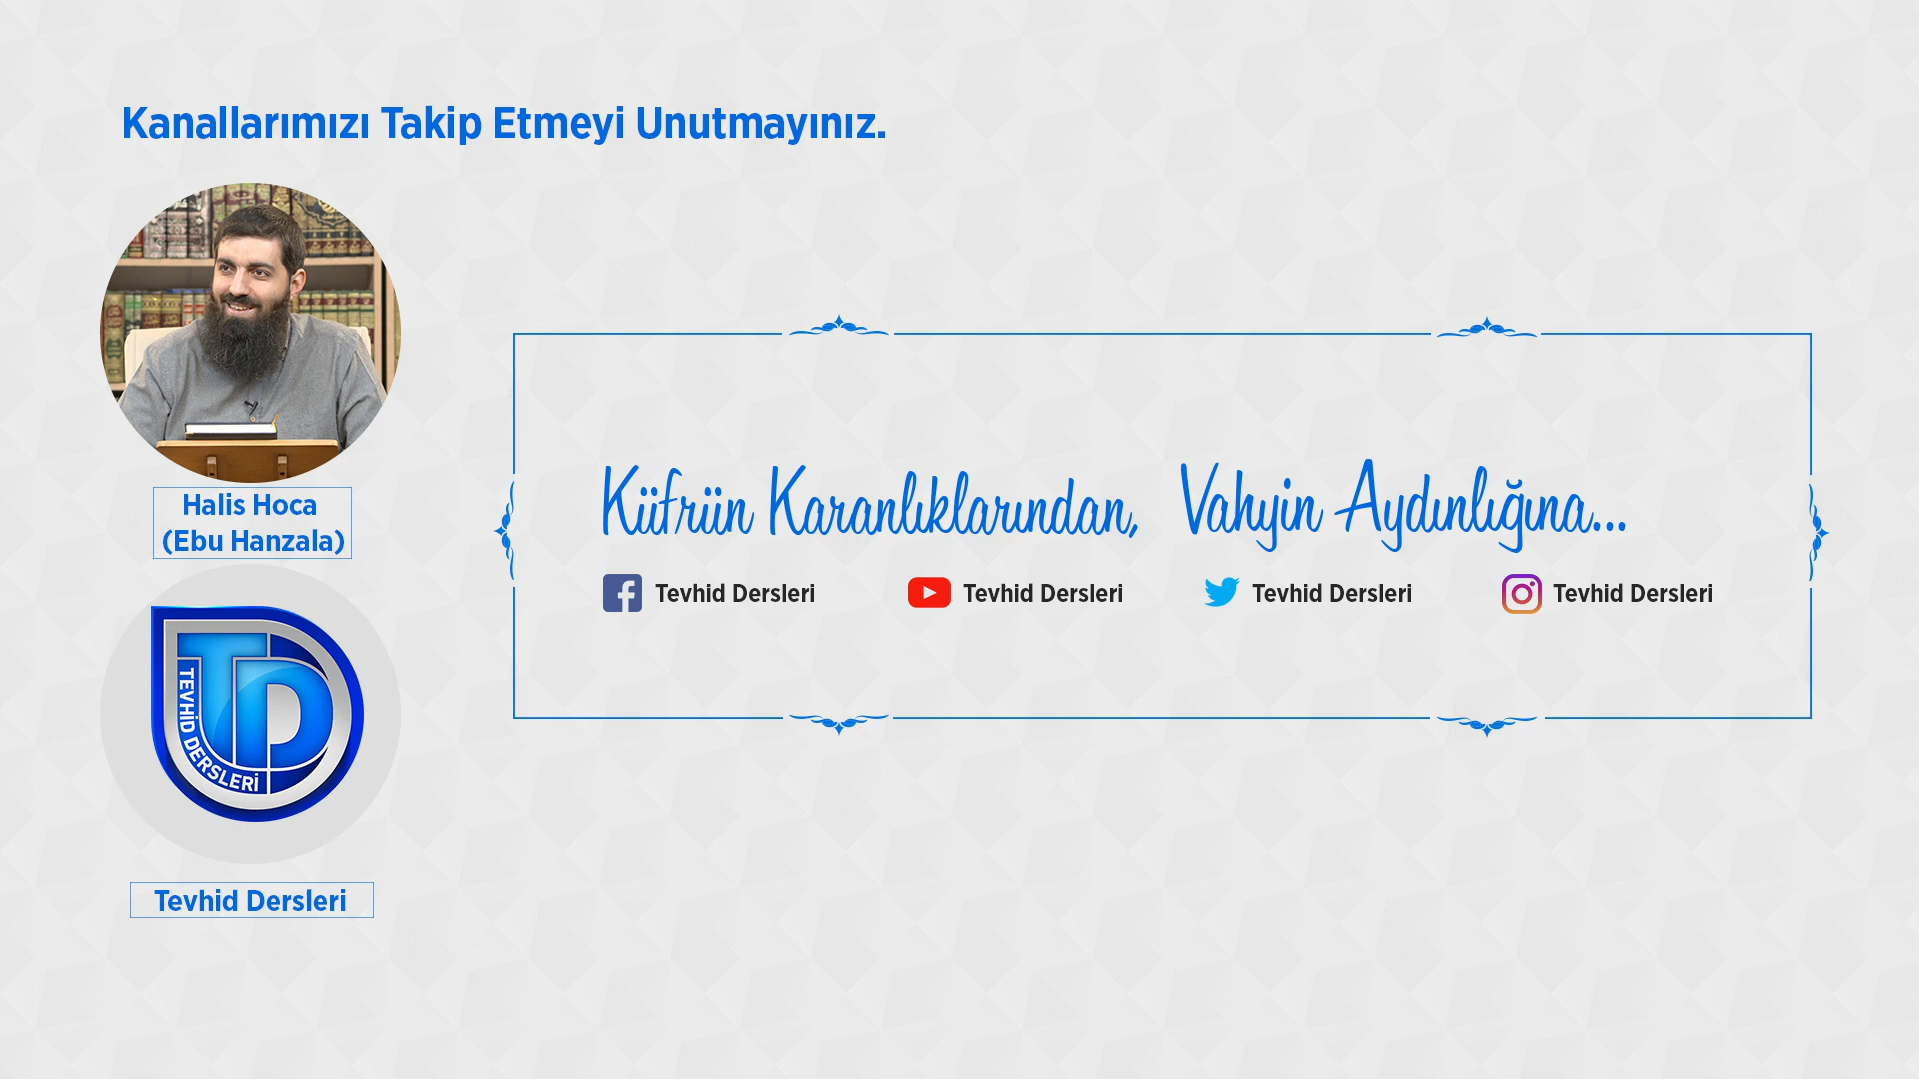 Kanallarımızı Takip Etmeyi Unutmayınız.
Halis Hoca
(Ebu Hanzala)
Küfrün Karanlıklarından, Vahyin Aydınlığına...
Tevhid Dersleri Tevhid Dersleri Tevhid Dersleri Tevhid Dersleri
TD
TEVHİD DERSLERİ
Tevhid Dersleri